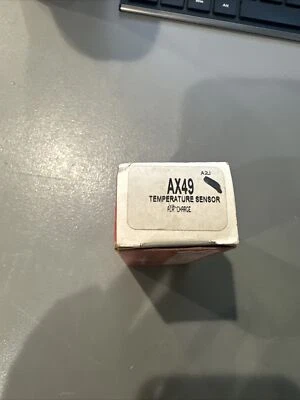 A2J
AX49
TEMPERATURE SENSOR
AIR CHARGE